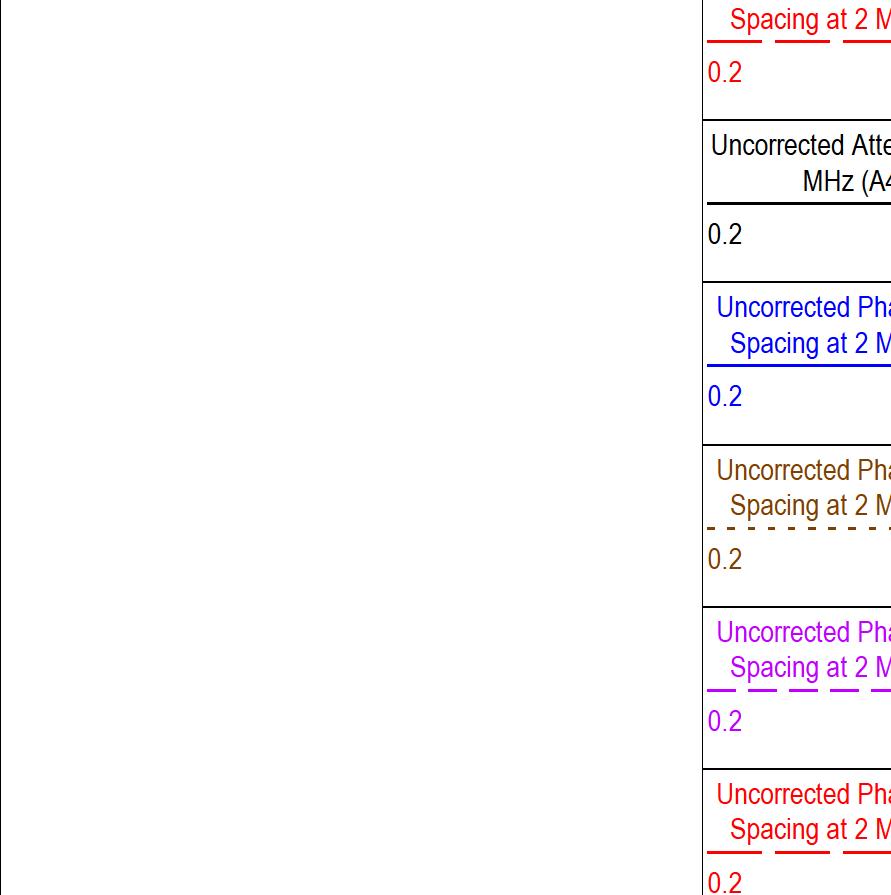 Spacing at 2 M
0.2
Uncorrected Atte
MHz (A4
0.2
Uncorrected Pha
Spacing at 2 M
0.2
Uncorrected Pha
Spacing at 2 M
0.2
Uncorrected Pha
Spacing at 2 M
0.2
Uncorrected Pha
Spacing at 2 M
0.2